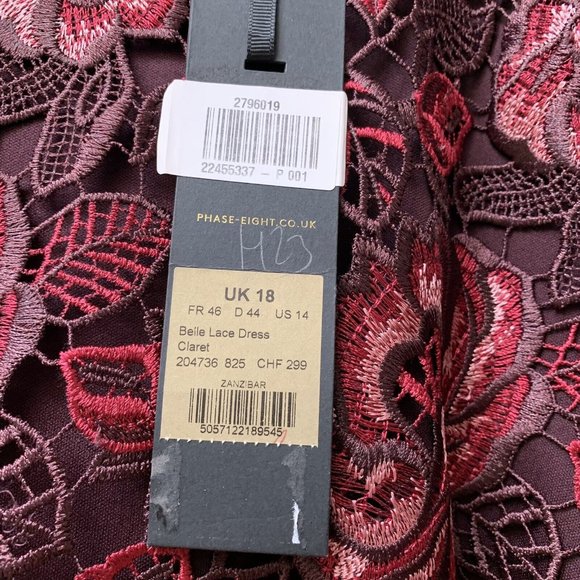 2796019
22455337 - P 001
PHASE-EIGHT.CO.UK
H23
UK 18
FR 46 D 44 US 14
Belle Lace Dress
Claret
204736 825 CHF 299
ZANZIBAR
5057122189545